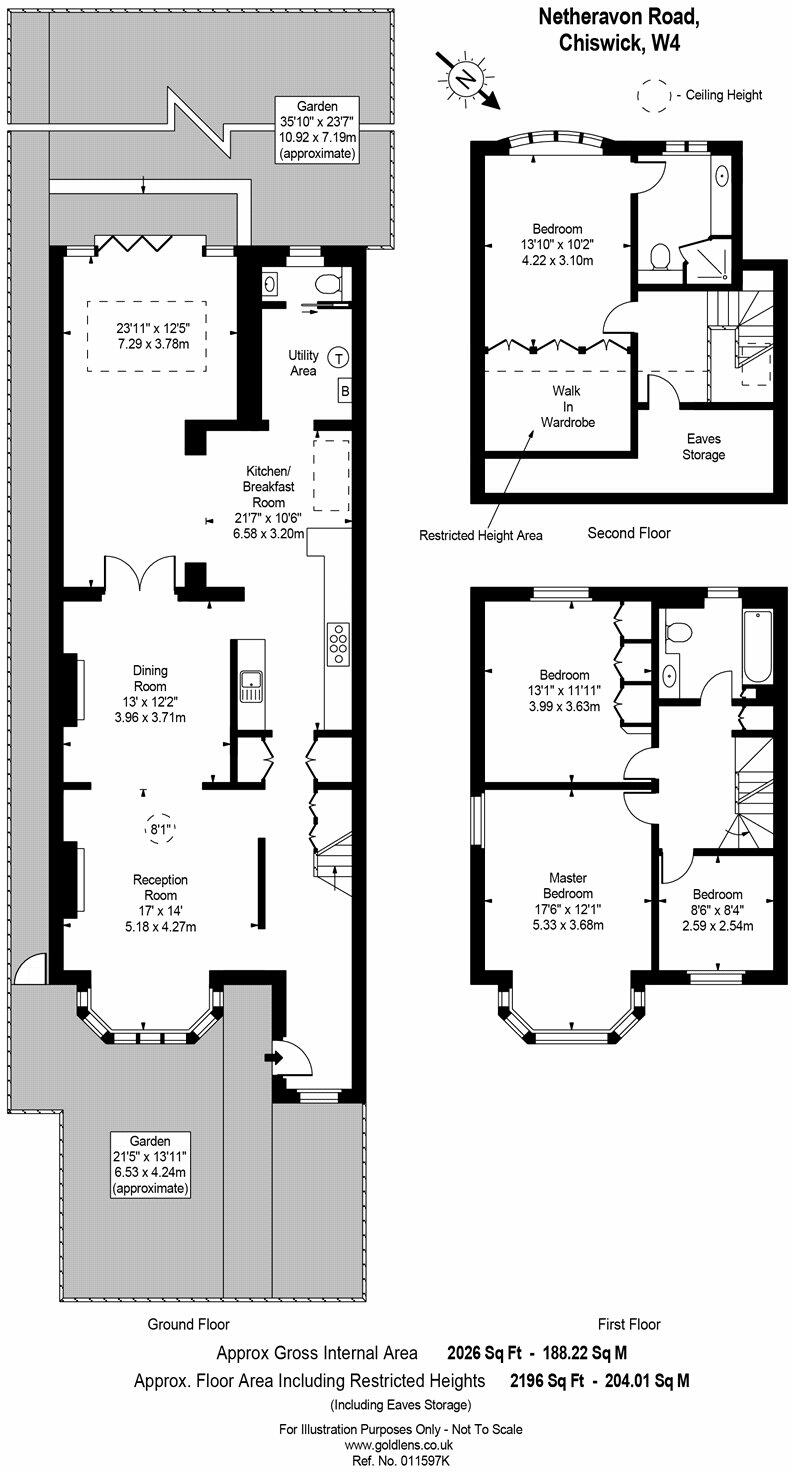 Netheravon Road,
Chiswick, W4
N
- Ceiling Height
Garden
35'10" x 23'7"
10.92 x 7.19m
(approximate)
23'11" x 12'5"
7.29 x 3.78m
Utility
Area
T
B
Kitchen/
Breakfast
Room
21'7" x 10'6"
6.58 x 3.20m
Dining
Room
13' x 12'2"
3.96 x 3.71m
8'1"
Reception
Room
17' x 14'
5.18 x 4.27m
Garden
21'5" x 13'11"
6.53 x 4.24m
(approximate)
Ground Floor
Bedroom
13'10" x 10'2"
4.22 x 3.10m
Walk
In
Wardrobe
Eaves
Storage
Restricted Height Area
Second Floor
Bedroom
13'1" x 11'11"
3.99 x 3.63m
Master
Bedroom
17'6" x 12'1"
5.33 x 3.68m
Bedroom
8'6" x 8'4"
2.59 x 2.54m
First Floor
Approx Gross Internal Area 2026 Sq Ft - 188.22 Sq M
Approx. Floor Area Including Restricted Heights 2196 Sq Ft - 204.01 Sq M
(Including Eaves Storage)
For Illustration Purposes Only - Not To Scale
www.goldlens.co.uk
Ref. No. 011597K